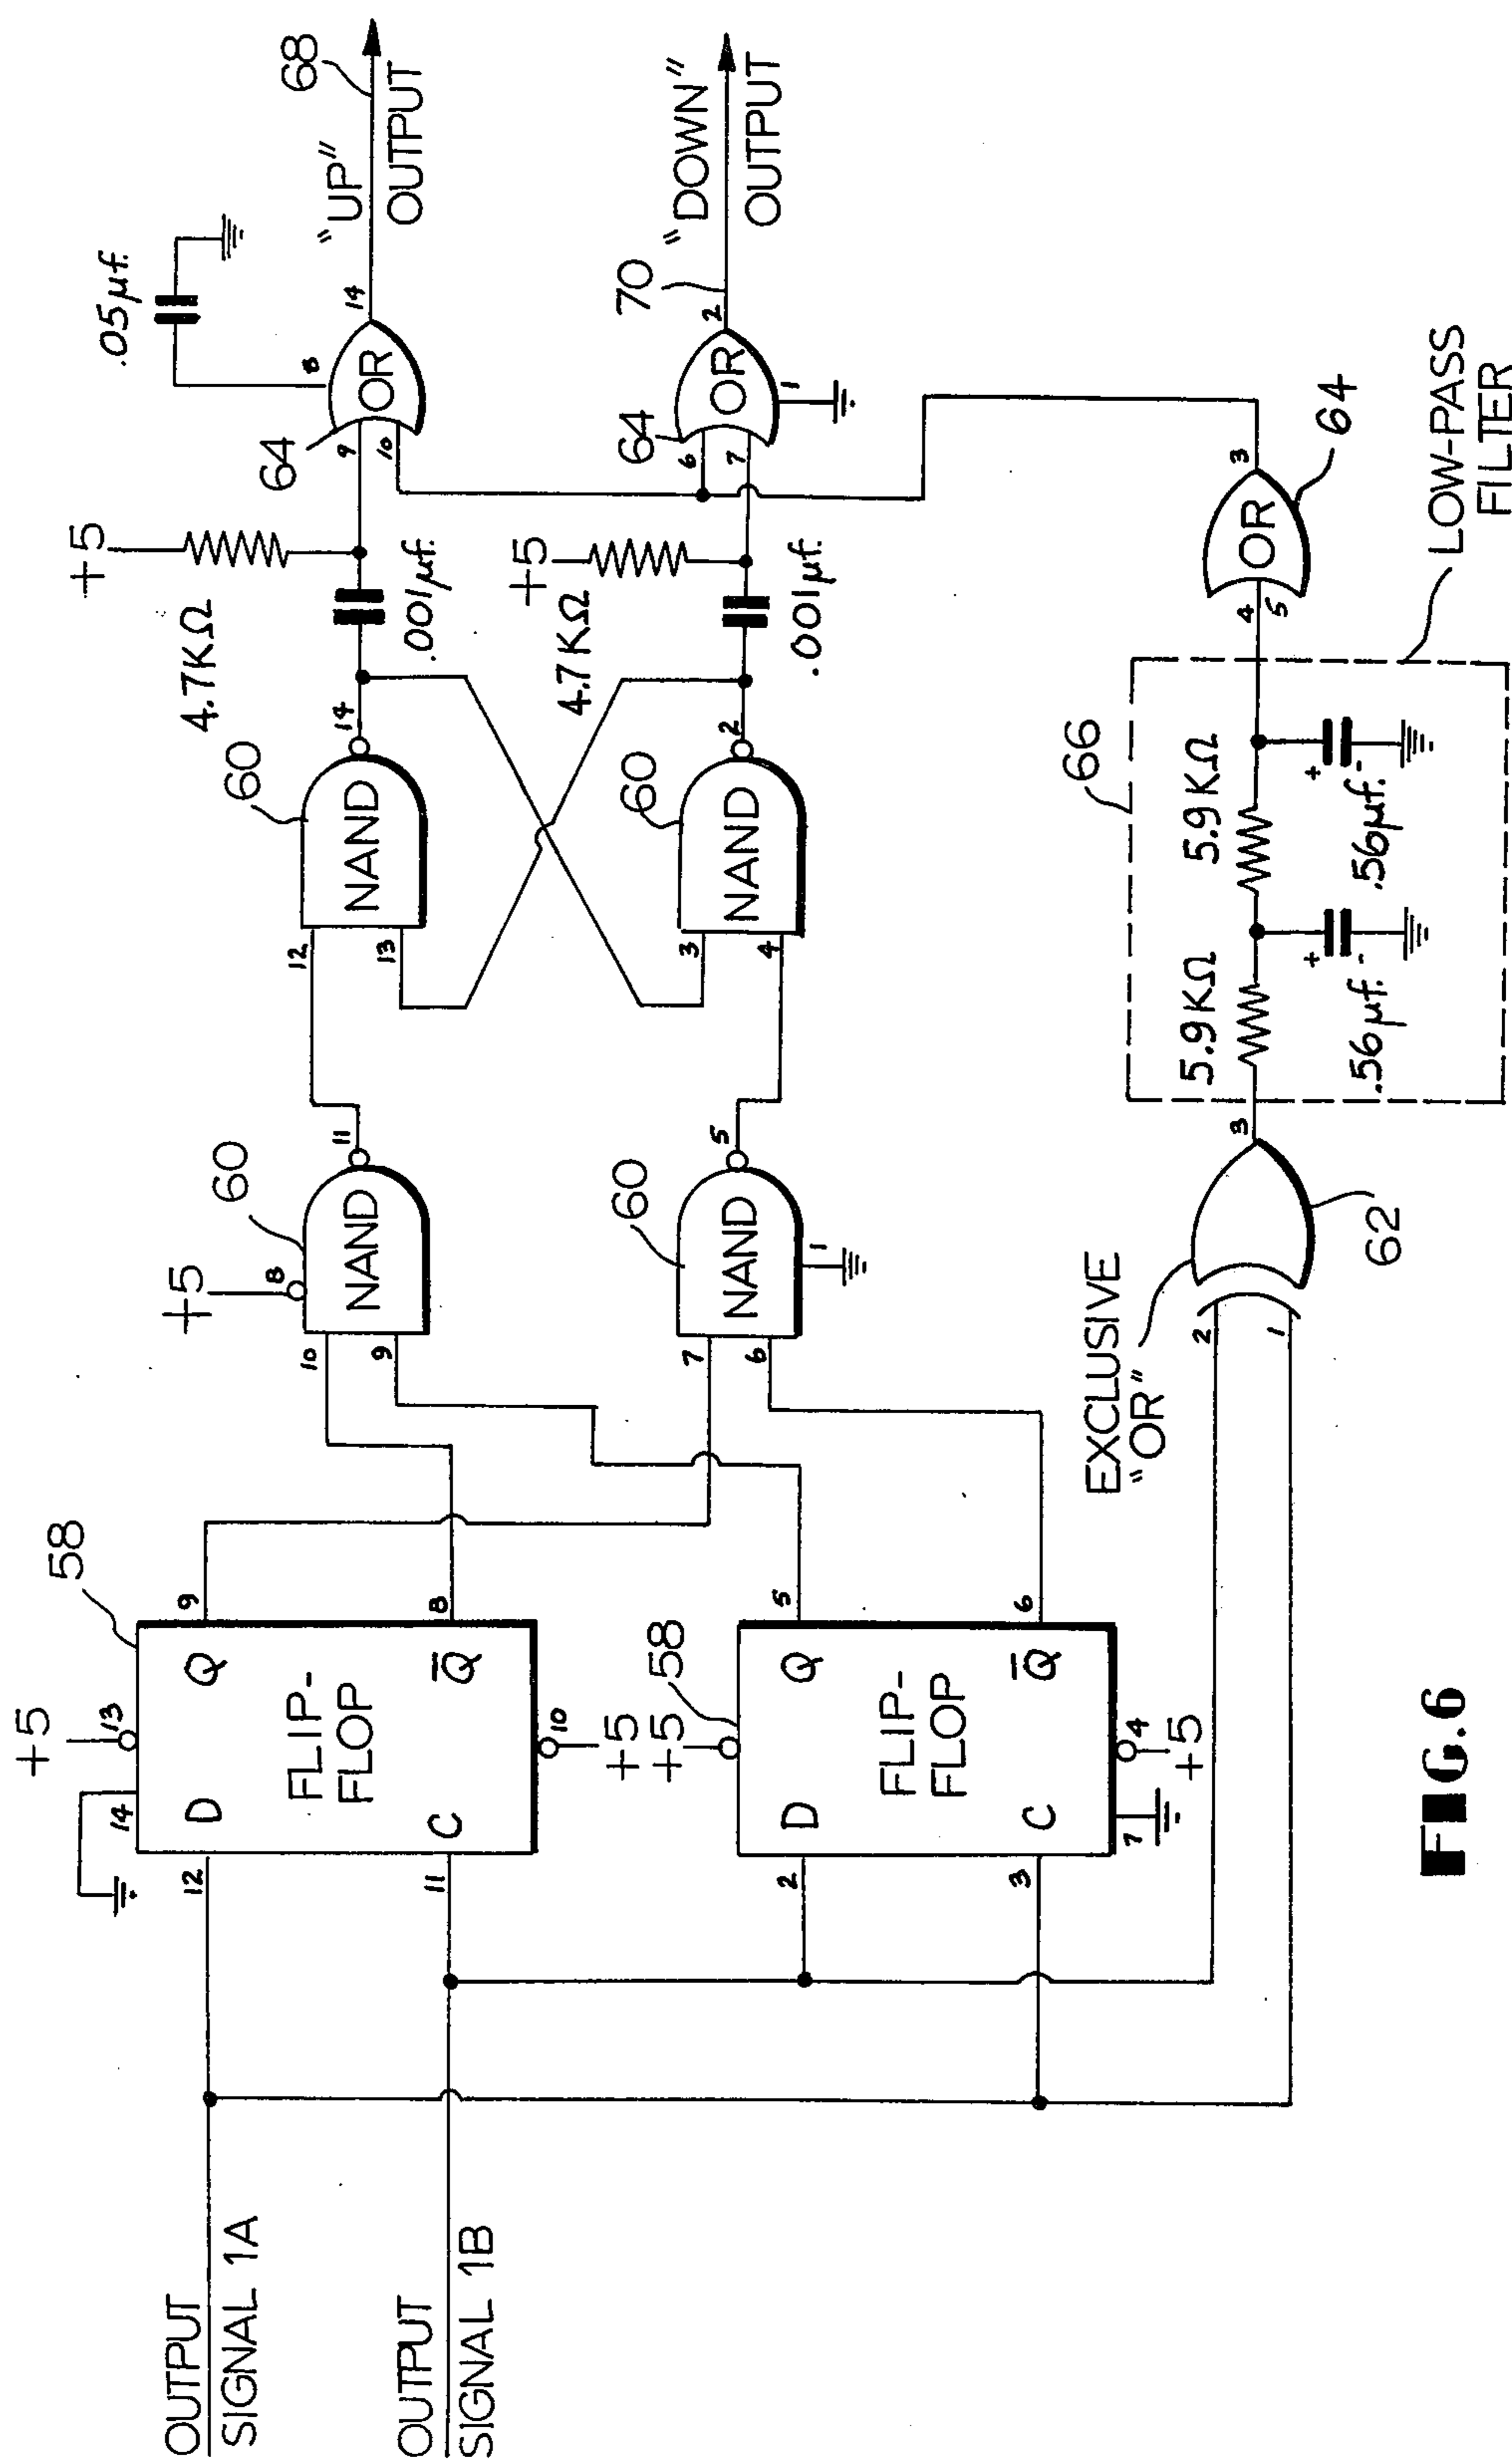 OUTPUT
SIGNAL 1A
OUTPUT
SIGNAL 1B
+5
58
14
13
12
D
Q
9
FLIP-
FLOP
11
C
Q̅
8
10
+5
+5
58
2
D
Q
5
FLIP-
FLOP
3
C
Q̅
6
7
4
+5
+5
8
60
10
9
NAND
11
60
7
6
NAND
5
1
12
13
60
NAND
14
3
4
60
NAND
2
+5
4.7KΩ
.001µf.
+5
4.7KΩ
.001µf.
.05µf.
64
9
10
8
OR
14
"UP"
OUTPUT
68
64
6
7
OR
1
2
70
"DOWN"
OUTPUT
EXCLUSIVE
"OR"
2
1
3
62
66
5.9KΩ
5.9KΩ
+
.56µf.
-
+
.56µf.
-
4
5
OR
3
64
LOW-PASS
FILTER
FIG.6